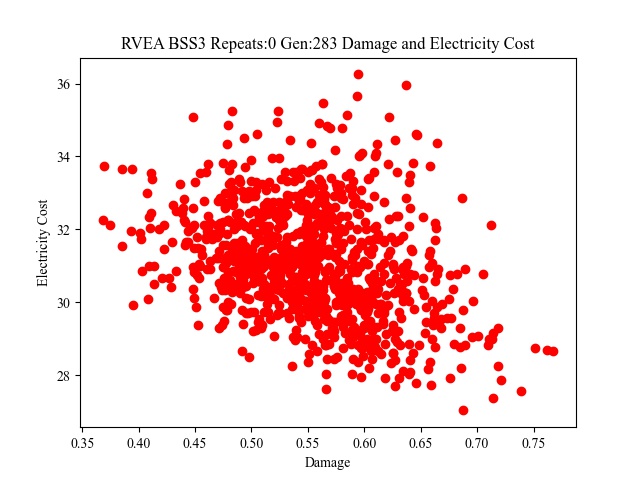 RVEA BSS3 Repeats:0 Gen:283 Damage and Electricity Cost
36
34
32
30
28
Electricity Cost
0.35 0.40 0.45 0.50 0.55 0.60 0.65 0.70 0.75
Damage